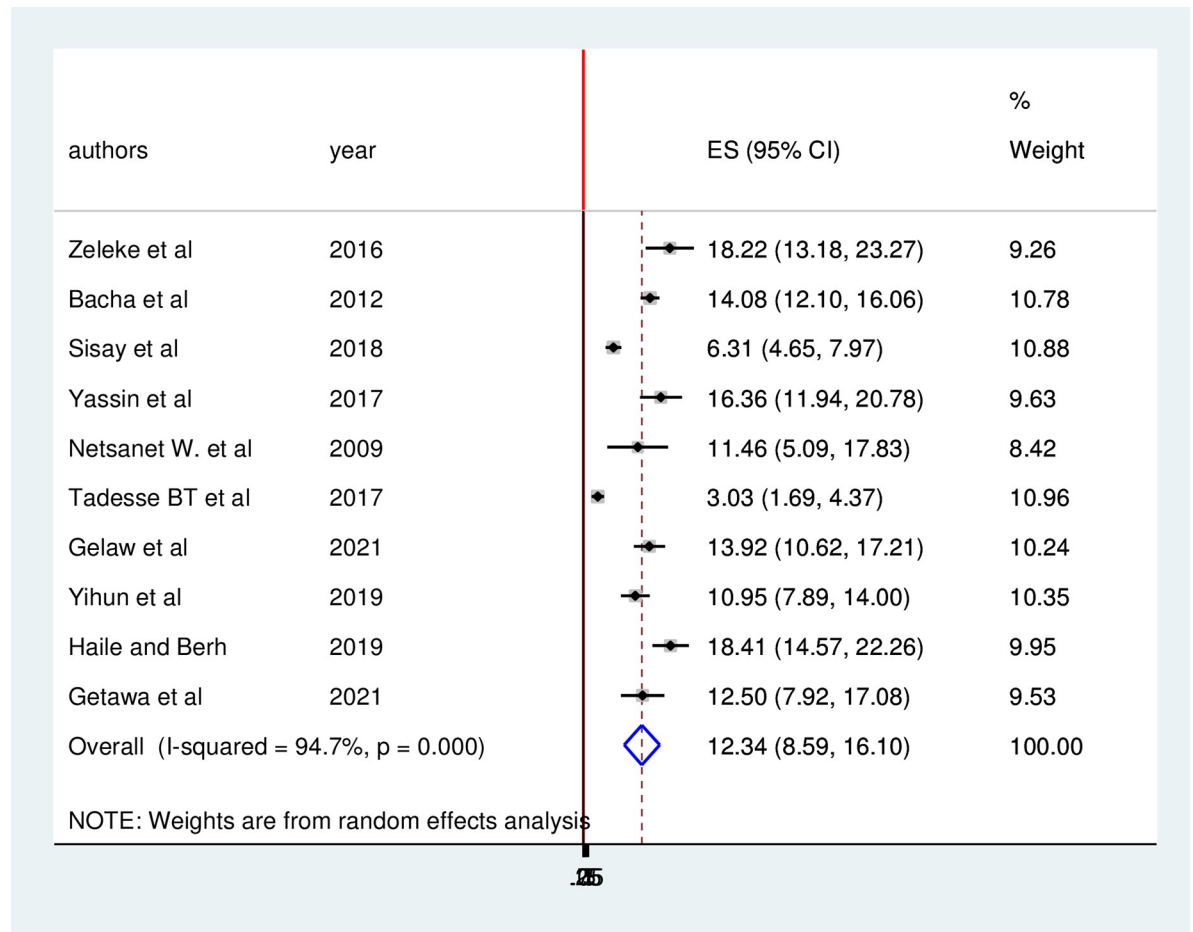 %
authors year ES (95% CI) Weight
Zeleke et al 2016 18.22 (13.18, 23.27) 9.26
Bacha et al 2012 14.08 (12.10, 16.06) 10.78
Sisay et al 2018 6.31 (4.65, 7.97) 10.88
Yassin et al 2017 16.36 (11.94, 20.78) 9.63
Netsanet W. et al 2009 11.46 (5.09, 17.83) 8.42
Tadesse BT et al 2017 3.03 (1.69, 4.37) 10.96
Gelaw et al 2021 13.92 (10.62, 17.21) 10.24
Yihun et al 2019 10.95 (7.89, 14.00) 10.35
Haile and Berh 2019 18.41 (14.57, 22.26) 9.95
Getawa et al 2021 12.50 (7.92, 17.08) 9.53
Overall (I-squared = 94.7%, p = 0.000) 12.34 (8.59, 16.10) 100.00
NOTE: Weights are from random effects analysis